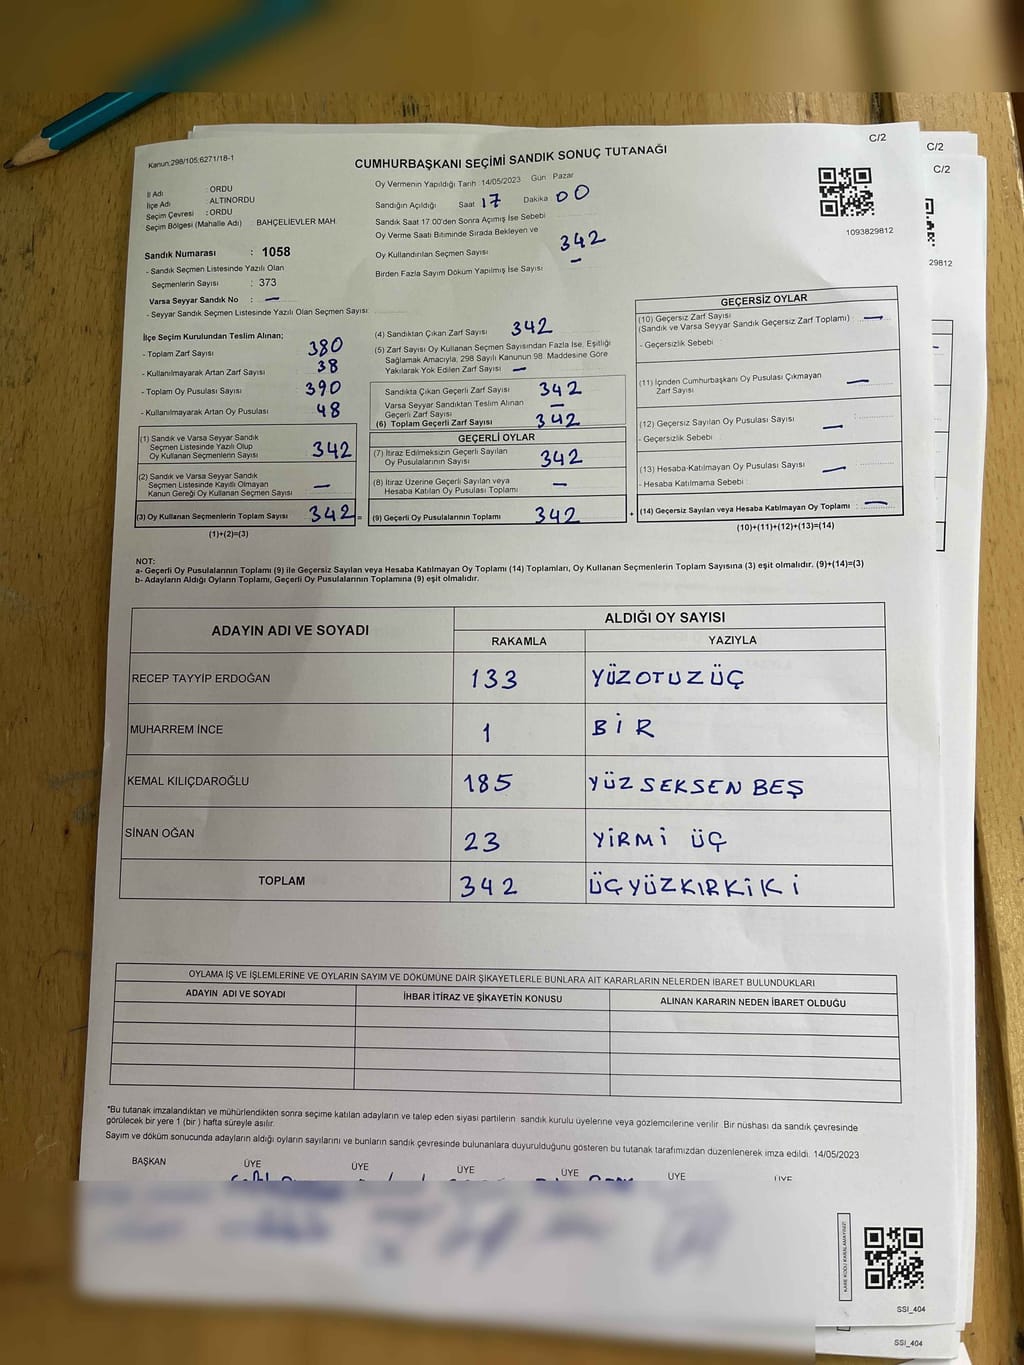 C/2
C/2
C/2
Kanun:298/105;6271/18-1
CUMHURBAŞKANI SEÇİMİ SANDIK SONUÇ TUTANAĞI
İl Adı : ORDU
İlçe Adı : ALTINORDU
Seçim Çevresi : ORDU
Seçim Bölgesi (Mahalle Adı) BAHÇELİEVLER MAH.
Sandık Numarası : 1058
- Sandık Seçmen Listesinde Yazılı Olan
Seçmenlerin Sayısı : 373
Varsa Seyyar Sandık No : —
- Seyyar Sandık Seçmen Listesinde Yazılı Olan Seçmen Sayısı :
Oy Vermenin Yapıldığı Tarih 14/05/2023 Gün Pazar
Sandığın Açıldığı Saat 17 Dakika 00
Sandık Saat 17:00'den Sonra Açımış İse Sebebi
Oy Verme Saati Bitiminde Sırada Bekleyen ve
Oy Kullandırılan Seçmen Sayısı 342
Birden Fazla Sayım Döküm Yapılmış İse Sayısı —
1093829812
29812
İlçe Seçim Kurulundan Teslim Alınan;
- Toplam Zarf Sayısı 380
- Kullanılmayarak Artan Zarf Sayısı 38
- Toplam Oy Pusulası Sayısı 390
- Kullanılmayarak Artan Oy Pusulası 48
(1) Sandık ve Varsa Seyyar Sandık
Seçmen Listesinde Yazılı Olup
Oy Kullanan Seçmenlerin Sayısı 342
(2) Sandık ve Varsa Seyyar Sandık
Seçmen Listesinde Kayıtlı Olmayan
Kanun Gereği Oy Kullanan Seçmen Sayısı —
(3) Oy Kullanan Seçmenlerin Toplam Sayısı 342 =
(1)+(2)=(3)
(4) Sandıktan Çıkan Zarf Sayısı 342
(5) Zarf Sayısı Oy Kullanan Seçmen Sayısından Fazla İse, Eşitliği
Sağlamak Amacıyla; 298 Sayılı Kanunun 98. Maddesine Göre
Yakılarak Yok Edilen Zarf Sayısı —
Sandıkta Çıkan Geçerli Zarf Sayısı 342
Varsa Seyyar Sandıktan Teslim Alınan
Geçerli Zarf Sayısı —
(6) Toplam Geçerli Zarf Sayısı 342
GEÇERLİ OYLAR
(7) İtiraz Edilmeksizin Geçerli Sayılan
Oy Pusulalarının Sayısı 342
(8) İtiraz Üzerine Geçerli Sayılan veya
Hesaba Katılan Oy Pusulası Toplamı —
(9) Geçerli Oy Pusulalarının Toplamı 342 +
GEÇERSİZ OYLAR
(10) Geçersiz Zarf Sayısı
(Sandık ve Varsa Seyyar Sandık Geçersiz Zarf Toplamı) —
- Geçersizlik Sebebi :
(11) İçinden Cumhurbaşkanı Oy Pusulası Çıkmayan
Zarf Sayısı —
(12) Geçersiz Sayılan Oy Pusulası Sayısı —
- Geçersizlik Sebebi :
(13) Hesaba Katılmayan Oy Pusulası Sayısı —
- Hesaba Katılmama Sebebi :
(14) Geçersiz Sayılan veya Hesaba Katılmayan Oy Toplamı : —
(10)+(11)+(12)+(13)=(14)
NOT:
a- Geçerli Oy Pusulalarının Toplamı (9) ile Geçersiz Sayılan veya Hesaba Katılmayan Oy Toplamı (14) Toplamları, Oy Kullanan Seçmenlerin Toplam Sayısına (3) eşit olmalıdır. (9)+(14)=(3)
b- Adayların Aldığı Oyların Toplamı, Geçerli Oy Pusulalarının Toplamına (9) eşit olmalıdır.
ADAYIN ADI VE SOYADI
ALDIĞI OY SAYISI
RAKAMLA YAZIYLA
RECEP TAYYİP ERDOĞAN 133 YÜZOTUZÜÇ
MUHARREM İNCE 1 BİR
KEMAL KILIÇDAROĞLU 185 YÜZ SEKSEN BEŞ
SİNAN OĞAN 23 YİRMİ ÜÇ
TOPLAM 342 ÜÇYÜZKIRKİKİ
OYLAMA İŞ VE İŞLEMLERİNE VE OYLARIN SAYIM VE DÖKÜMÜNE DAİR ŞİKAYETLERLE BUNLARA AİT KARARLARIN NELERDEN İBARET BULUNDUKLARI
ADAYIN ADI VE SOYADI İHBAR İTİRAZ VE ŞİKAYETİN KONUSU ALINAN KARARIN NEDEN İBARET OLDUĞU
*Bu tutanak imzalandıktan ve mühürlendikten sonra seçime katılan adayların ve talep eden siyasi partilerin sandık kurulu üyelerine veya gözlemcilerine verilir. Bir nüshası da sandık çevresinde
görülecek bir yere 1 (bir) hafta süreyle asılır.
Sayım ve döküm sonucunda adayların aldığı oyların sayılarını ve bunların sandık çevresinde bulunanlara duyurulduğunu gösteren bu tutanak tarafımızdan düzenlenerek imza edildi. 14/05/2023
BAŞKAN ÜYE ÜYE ÜYE ÜYE ÜYE ÜYE
KARE KODU KARALAMAYINIZ!
SSI_404
SSI_404